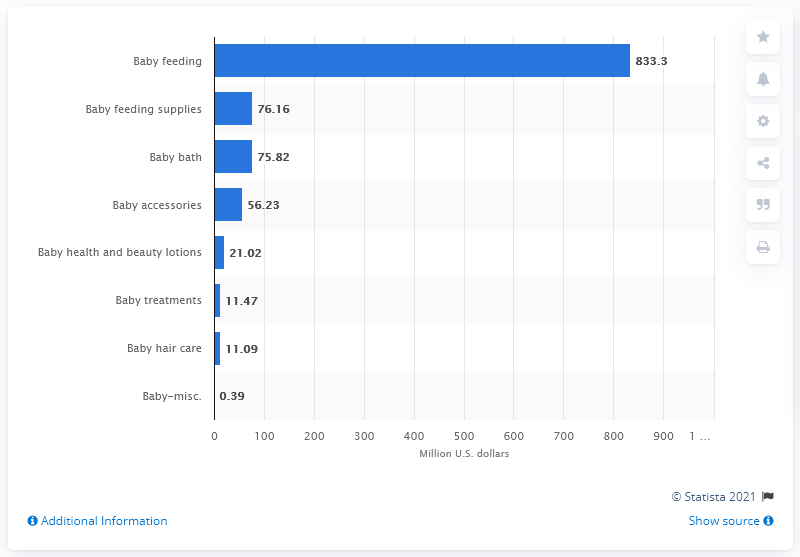 Baby feeding 833.3
Baby feeding supplies 76.16
Baby bath 75.82
Baby accessories 56.23
Baby health and beauty lotions 21.02
Baby treatments 11.47
Baby hair care 11.09
Baby-misc. 0.39
0 100 200 300 400 500 600 700 800 900 1 ...
Million U.S. dollars
© Statista 2021
Additional Information Show source